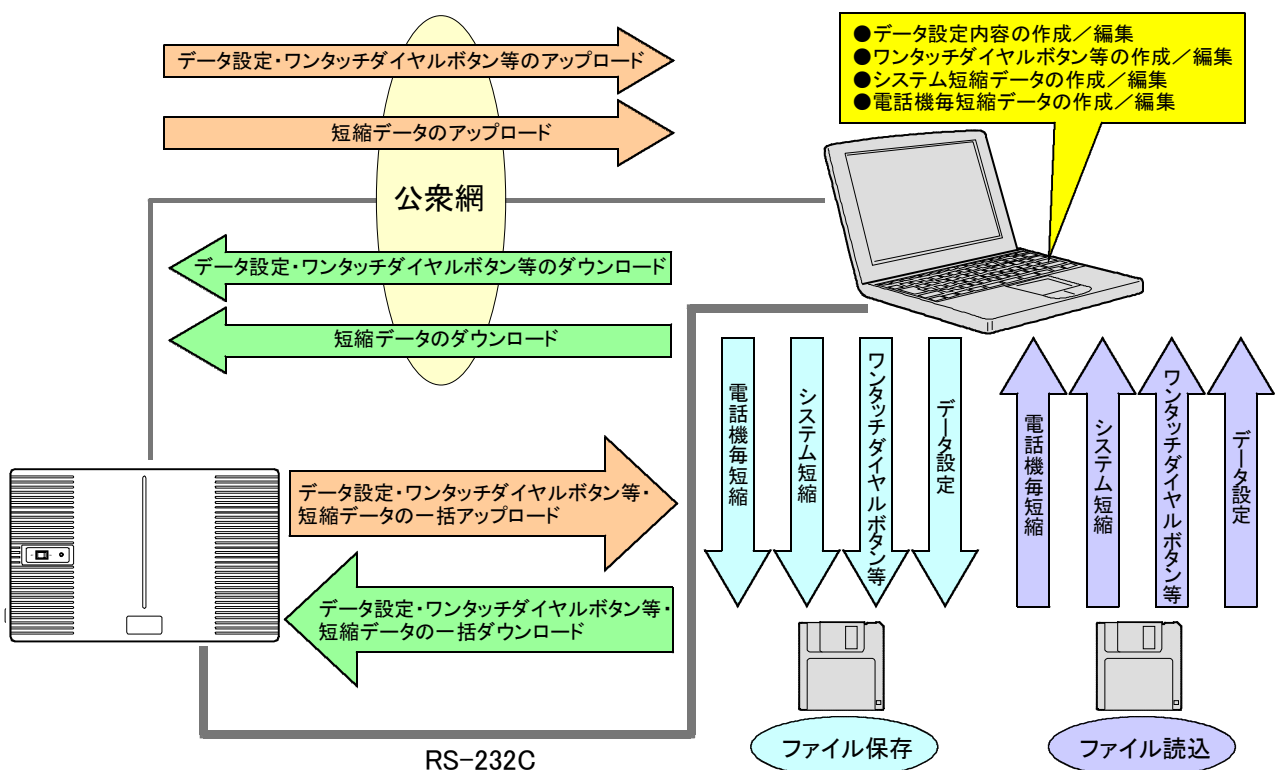 データ設定・ワンタッチダイヤルボタン等のアップロード
短縮データのアップロード
公衆網
データ設定・ワンタッチダイヤルボタン等のダウンロード
短縮データのダウンロード
●データ設定内容の作成／編集
●ワンタッチダイヤルボタン等の作成／編集
●システム短縮データの作成／編集
●電話機毎短縮データの作成／編集
データ設定・ワンタッチダイヤルボタン等・
短縮データの一括アップロード
データ設定・ワンタッチダイヤルボタン等・
短縮データの一括ダウンロード
RS-232C
電話機毎短縮
システム短縮
ワンタッチダイヤルボタン等
データ設定
電話機毎短縮
システム短縮
ワンタッチダイヤルボタン等
データ設定
ファイル保存
ファイル読込